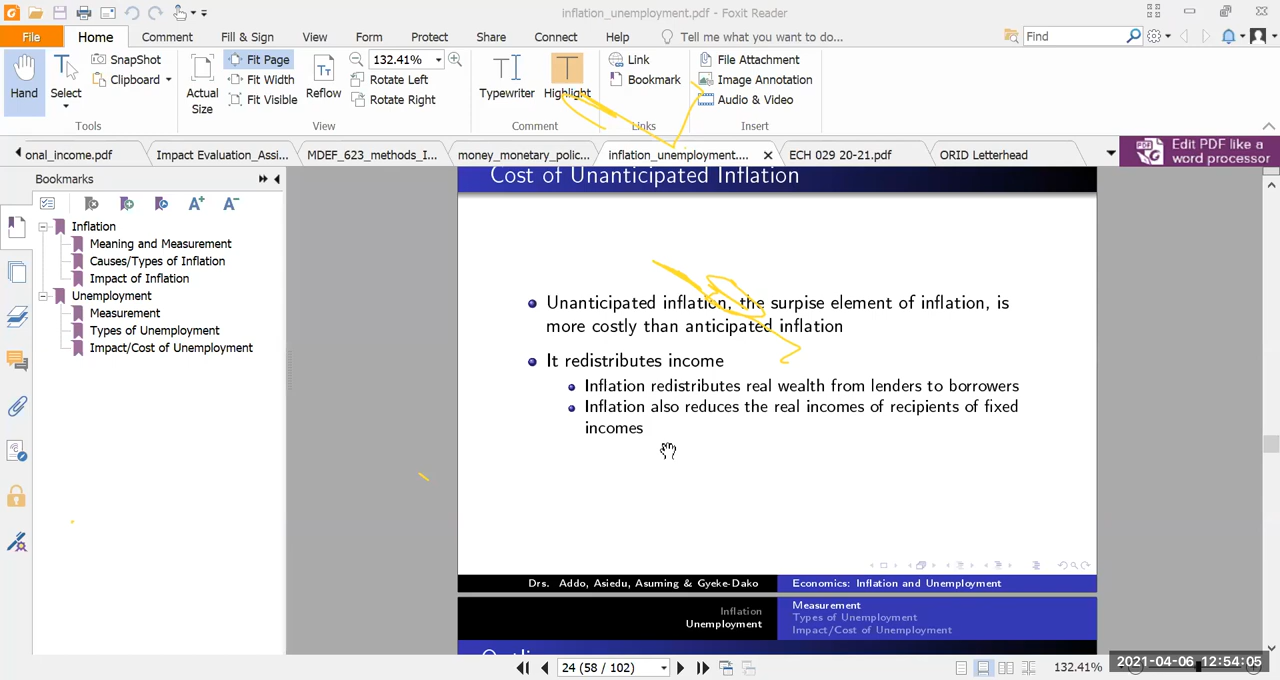 inflation_unemployment.pdf - Foxit Reader
File Home Comment Fill & Sign View Form Protect Share Connect Help Tell me what you want to do... Find
Hand
Select
SnapShot
Clipboard
Tools
Actual Size
Fit Page
Fit Width
Fit Visible
Reflow
132.41%
Rotate Left
Rotate Right
View
Typewriter
Highlight
Comment
Link
Bookmark
Links
File Attachment
Image Annotation
Audio & Video
Insert
onal_income.pdf Impact Evaluation_Assi... MDEF_623_methods_I... money_monetary_polic... inflation_unemployment.... ECH 029 20-21.pdf ORID Letterhead
Edit PDF like a
word processor
Bookmarks
Inflation
Meaning and Measurement
Causes/Types of Inflation
Impact of Inflation
Unemployment
Measurement
Types of Unemployment
Impact/Cost of Unemployment
Cost of Unanticipated Inflation
Unanticipated inflation, the surpise element of inflation, is
more costly than anticipated inflation
It redistributes income
Inflation redistributes real wealth from lenders to borrowers
Inflation also reduces the real incomes of recipients of fixed
incomes
Drs. Addo, Asiedu, Asuming & Gyeke-Dako Economics: Inflation and Unemployment
Inflation
Unemployment
Measurement
Types of Unemployment
Impact/Cost of Unemployment
24 (58 / 102)
132.41%
2021-04-06 12:54:05